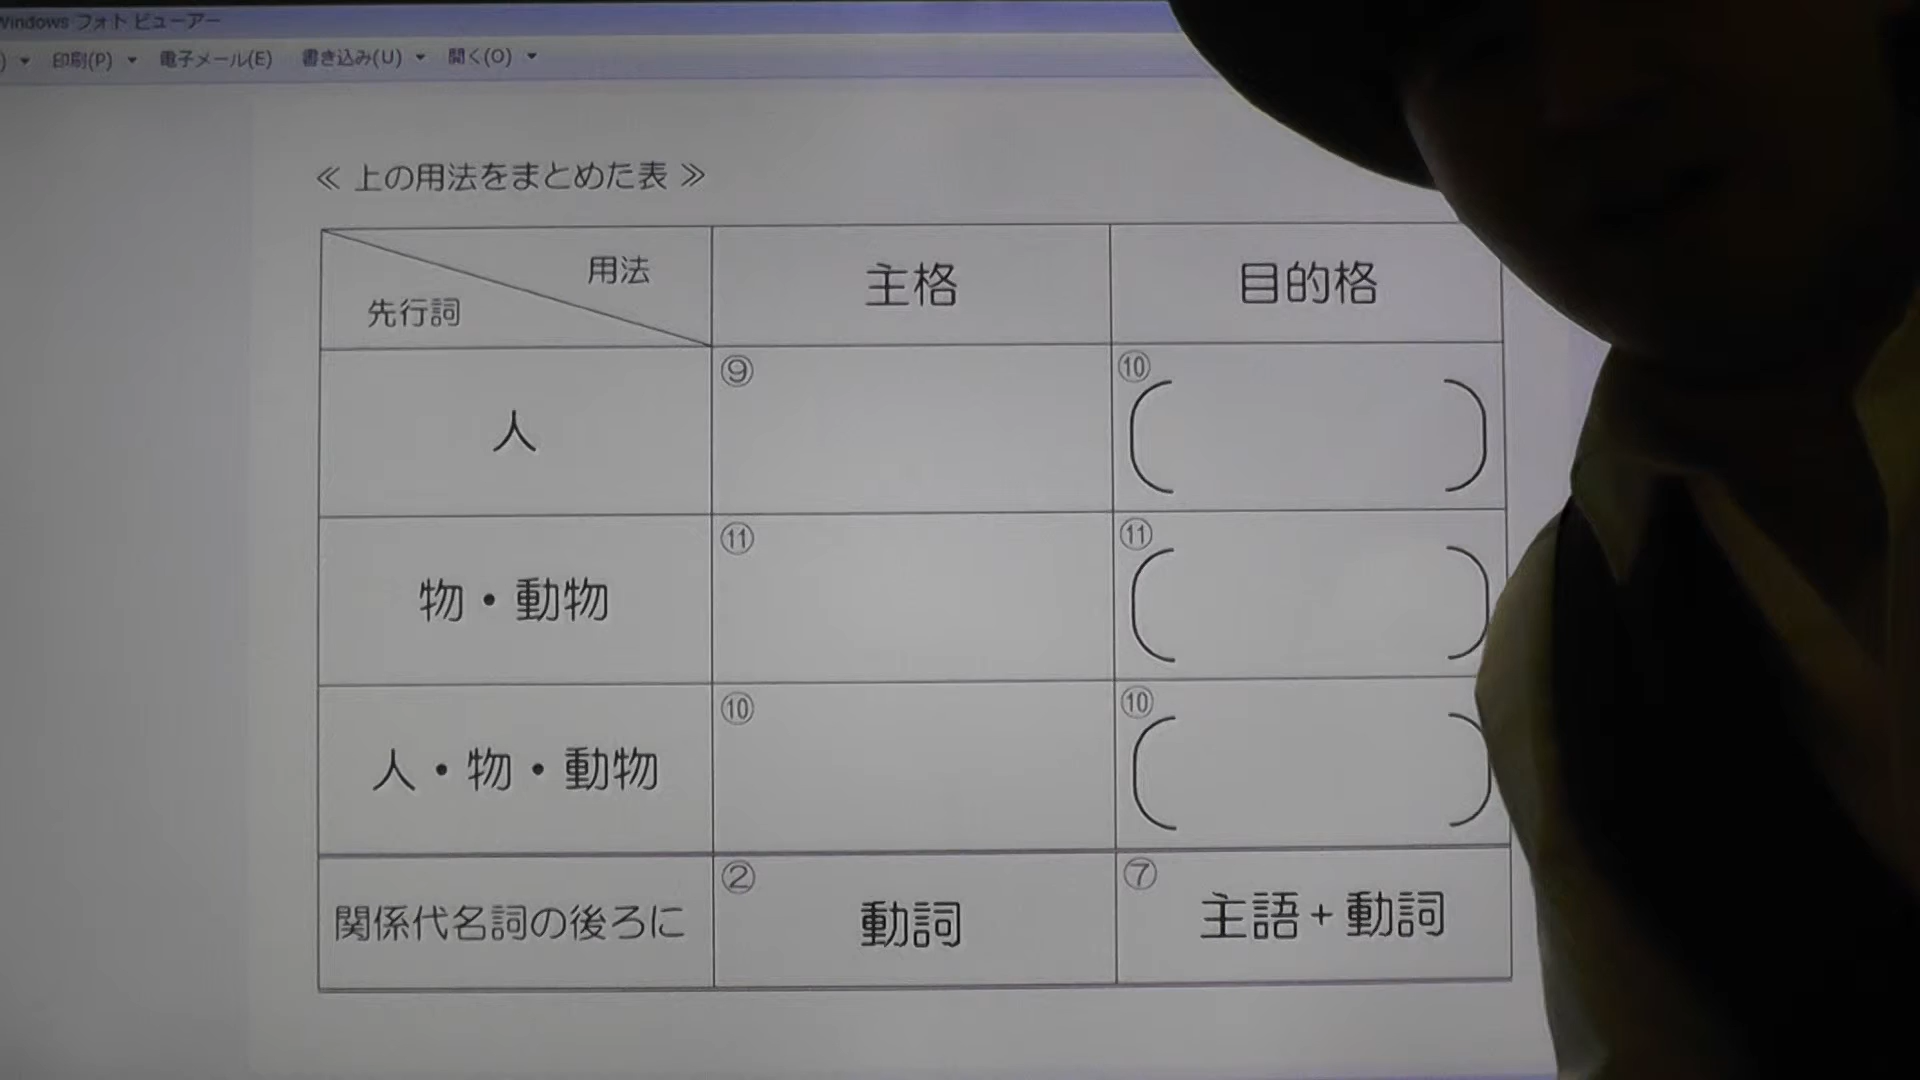 Windows フォト ビューアー
印刷(P) 電子メール(E) 書き込み(U) 開く(O)
≪ 上の用法をまとめた表 ≫
用法
先行詞
主格
目的格
人
⑨
⑩
( )
物・動物
⑪
⑪
( )
人・物・動物
⑩
⑩
( )
関係代名詞の後ろに
②
動詞
⑦
主語+動詞